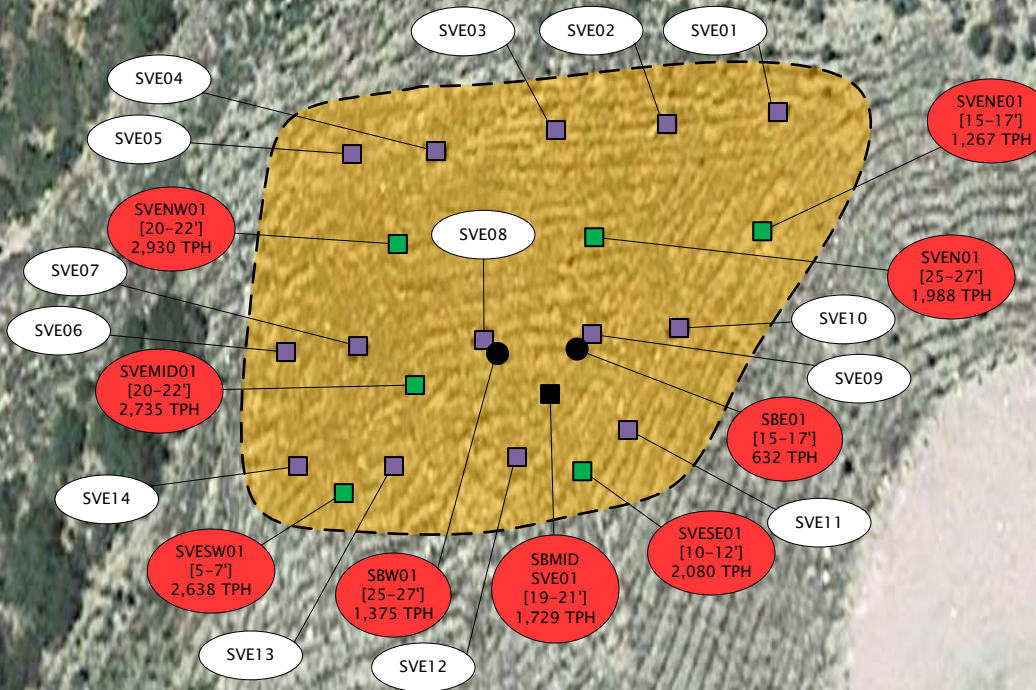 SVE03
SVE02
SVE01
SVE04
SVE05
SVENE01
[15-17']
1,267 TPH
SVENW01
[20-22']
2,930 TPH
SVE08
SVEN01
[25-27']
1,988 TPH
SVE07
SVE06
SVE10
SVE09
SVEMID01
[20-22']
2,735 TPH
SBE01
[15-17']
632 TPH
SVE14
SVE11
SVESW01
[5-7']
2,638 TPH
SBW01
[25-27']
1,375 TPH
SBMID
SVE01
[19-21']
1,729 TPH
SVESE01
[10-12']
2,080 TPH
SVE13
SVE12